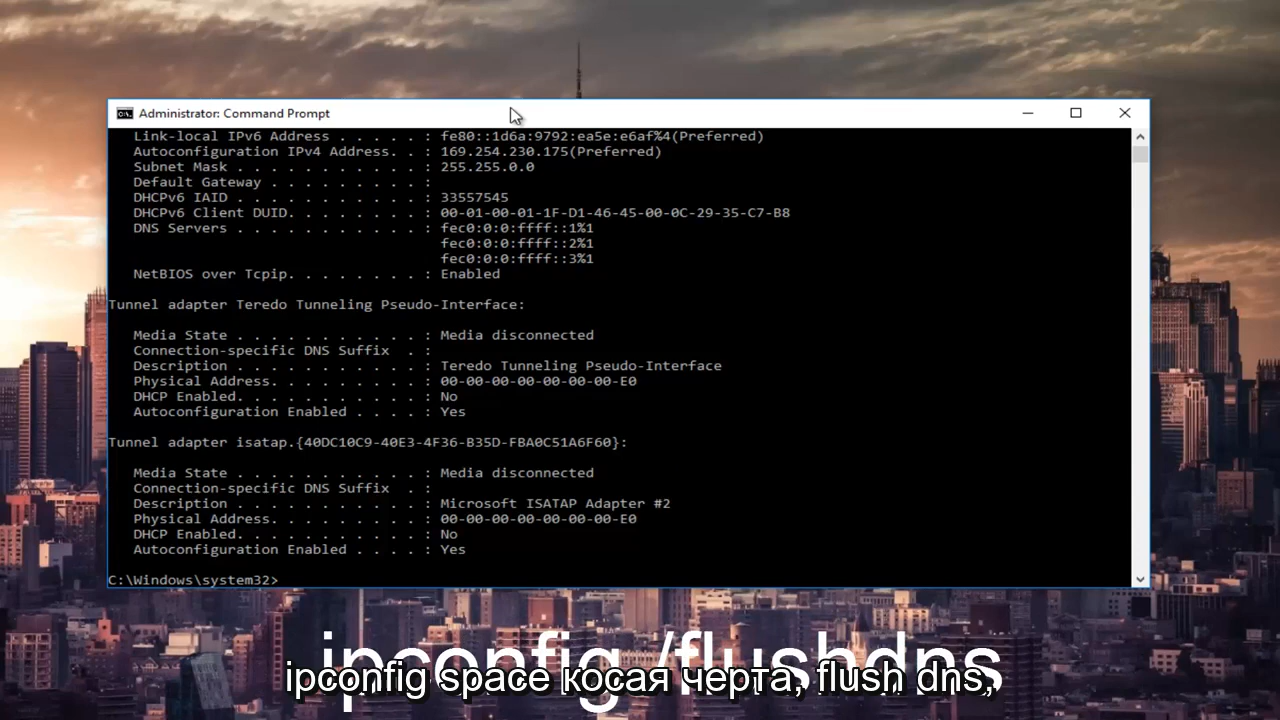 Administrator: Command Prompt
Link-local IPv6 Address . . . . . : fe80::1d6a:9792:ea5e:e6af%4(Preferred)
Autoconfiguration IPv4 Address. . : 169.254.230.175(Preferred)
Subnet Mask . . . . . . . . . . . : 255.255.0.0
Default Gateway . . . . . . . . . :
DHCPv6 IAID . . . . . . . . . . . : 33557545
DHCPv6 Client DUID. . . . . . . . : 00-01-00-01-1F-D1-46-45-00-0C-29-35-C7-B8
DNS Servers . . . . . . . . . . . : fec0:0:0:ffff::1%1
fec0:0:0:ffff::2%1
fec0:0:0:ffff::3%1
NetBIOS over Tcpip. . . . . . . . : Enabled
Tunnel adapter Teredo Tunneling Pseudo-Interface:
Media State . . . . . . . . . . . : Media disconnected
Connection-specific DNS Suffix . :
Description . . . . . . . . . . . : Teredo Tunneling Pseudo-Interface
Physical Address. . . . . . . . . : 00-00-00-00-00-00-00-E0
DHCP Enabled. . . . . . . . . . . : No
Autoconfiguration Enabled . . . . : Yes
Tunnel adapter isatap.{40DC10C9-40E3-4F36-B35D-FBA0C51A6F60}:
Media State . . . . . . . . . . . : Media disconnected
Connection-specific DNS Suffix . :
Description . . . . . . . . . . . : Microsoft ISATAP Adapter #2
Physical Address. . . . . . . . . : 00-00-00-00-00-00-00-E0
DHCP Enabled. . . . . . . . . . . : No
Autoconfiguration Enabled . . . . : Yes
C:\Windows\system32>
ipconfig /flushdns
ipconfig space косая черта, flush dns,